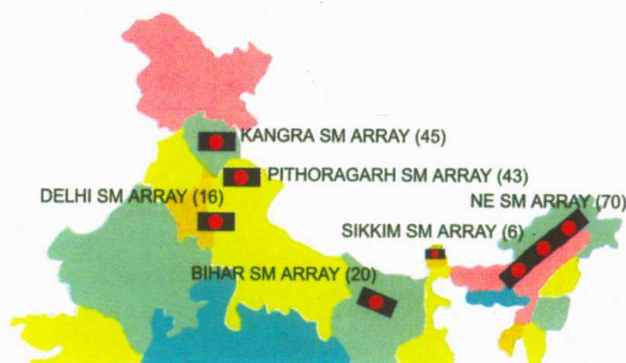 KANGRA SM ARRAY (45)
PITHORAGARH SM ARRAY (43)
DELHI SM ARRAY (16)
NE SM ARRAY (70)
SIKKIM SM ARRAY (6)
BIHAR SM ARRAY (20)